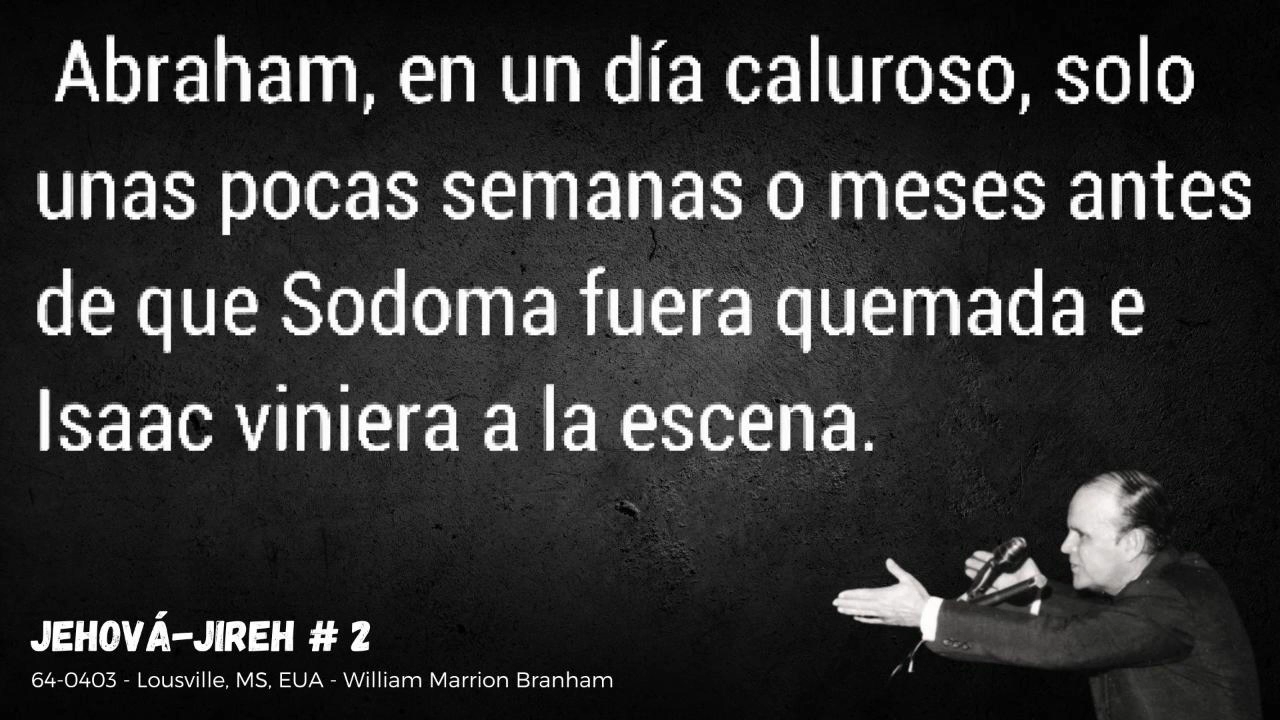 Abraham, en un día caluroso, solo
unas pocas semanas o meses antes
de que Sodoma fuera quemada e
Isaac viniera a la escena.
JEHOVÁ-JIREH # 2
64-0403 - Lousville, MS, EUA - William Marrion Branham